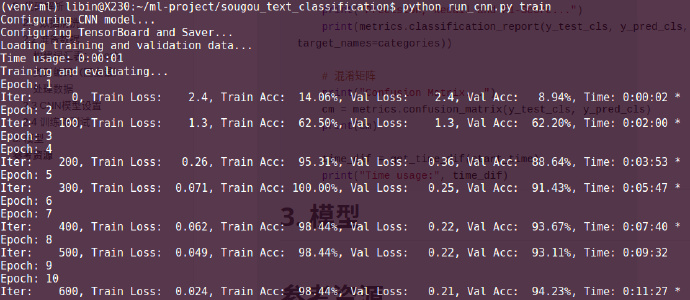 (venv-ml) libin@X230:~/ml-project/sougou_text_classification$ python run_cnn.py train
Configuring CNN model...
Configuring TensorBoard and Saver...
print(metrics.classification_report(y_test_cls, y_pred_cls,
Loading training and validation data...
target_names=categories))
Time usage: 0:00:01
Training and evaluating...
# 混淆矩阵
Epoch: 1
Iter: 0, Train Loss: 2.4, Train Acc: 14.06%, Val Loss: 2.4, Val Acc: 8.94%, Time: 0:00:02 *
CNN模型设置
cm = metrics.confusion_matrix(y_test_cls, y_pred_cls)
Epoch: 2
Iter: 100, Train Loss: 1.3, Train Acc: 62.50%, Val Loss: 1.3, Val Acc: 62.20%, Time: 0:02:00 *
Epoch: 3
Epoch: 4
Iter: 200, Train Loss: 0.26, Train Acc: 95.31%, Val Loss: 0.36, Val Acc: 88.64%, Time: 0:03:53 *
Epoch: 5
print("Time usage:", time_dif)
Iter: 300, Train Loss: 0.071, Train Acc: 100.00%, Val Loss: 0.25, Val Acc: 91.43%, Time: 0:05:47 *
Epoch: 6
Epoch: 7
3 模型
Iter: 400, Train Loss: 0.062, Train Acc: 98.44%, Val Loss: 0.22, Val Acc: 93.67%, Time: 0:07:40 *
Epoch: 8
Iter: 500, Train Loss: 0.049, Train Acc: 98.44%, Val Loss: 0.22, Val Acc: 93.11%, Time: 0:09:32
Epoch: 9
Epoch: 10
Iter: 600, Train Loss: 0.024, Train Acc: 98.44%, Val Loss: 0.21, Val Acc: 94.23%, Time: 0:11:27 *